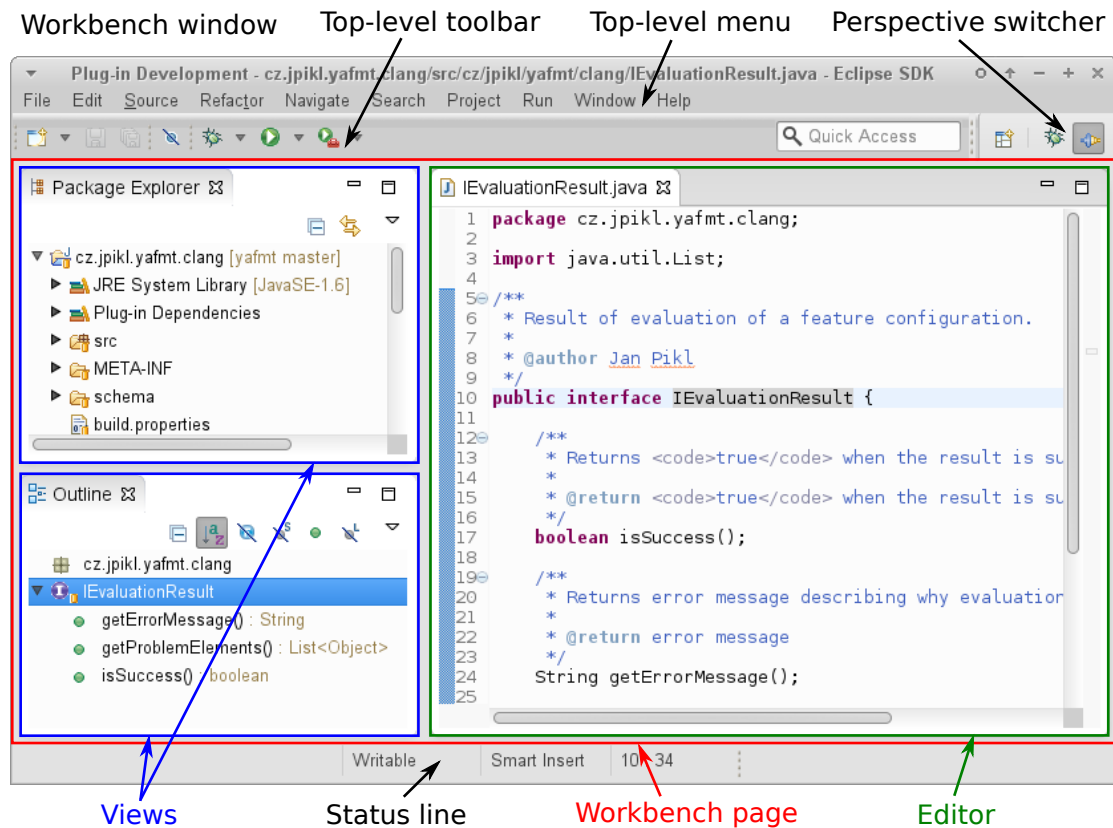 Workbench window
Top-level toolbar
Top-level menu
Perspective switcher
Plug-in Development - cz.jpikl.yafmt.clang/src/cz/jpikl/yafmt/clang/IEvaluationResult.java - Eclipse SDK
File Edit Source Refactor Navigate Search Project Run Window Help
Quick Access
Package Explorer
cz.jpikl.yafmt.clang [yafmt master]
JRE System Library [JavaSE-1.6]
Plug-in Dependencies
src
META-INF
schema
build.properties
Outline
cz.jpikl.yafmt.clang
IEvaluationResult
getErrorMessage() : String
getProblemElements() : List<Object>
isSuccess() : boolean
IEvaluationResult.java
1 package cz.jpikl.yafmt.clang;
2
3 import java.util.List;
4
5 /**
6 * Result of evaluation of a feature configuration.
7 *
8 * @author Jan Pikl
9 */
10 public interface IEvaluationResult {
11
12 /**
13 * Returns <code>true</code> when the result is su
14 *
15 * @return <code>true</code> when the result is su
16 */
17 boolean isSuccess();
18
19 /**
20 * Returns error message describing why evaluation
21 *
22 * @return error message
23 */
24 String getErrorMessage();
25
Writable
Smart Insert
10 : 34
Views
Status line
Workbench page
Editor